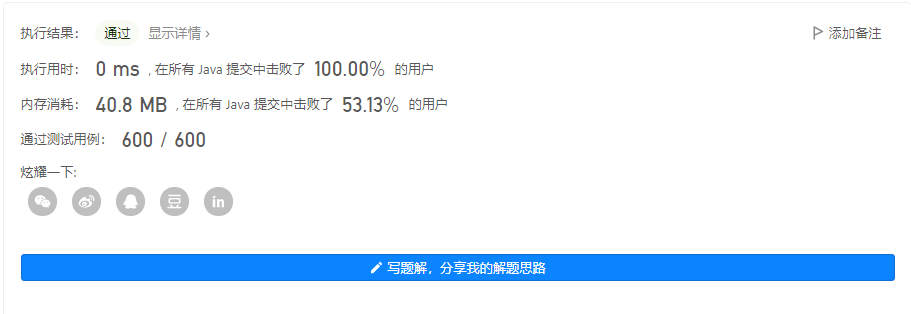 执行结果： 通过 显示详情 › 添加备注
执行用时： 0 ms , 在所有 Java 提交中击败了 100.00% 的用户
内存消耗： 40.8 MB , 在所有 Java 提交中击败了 53.13% 的用户
通过测试用例： 600 / 600
炫耀一下:
豆 in
写题解，分享我的解题思路